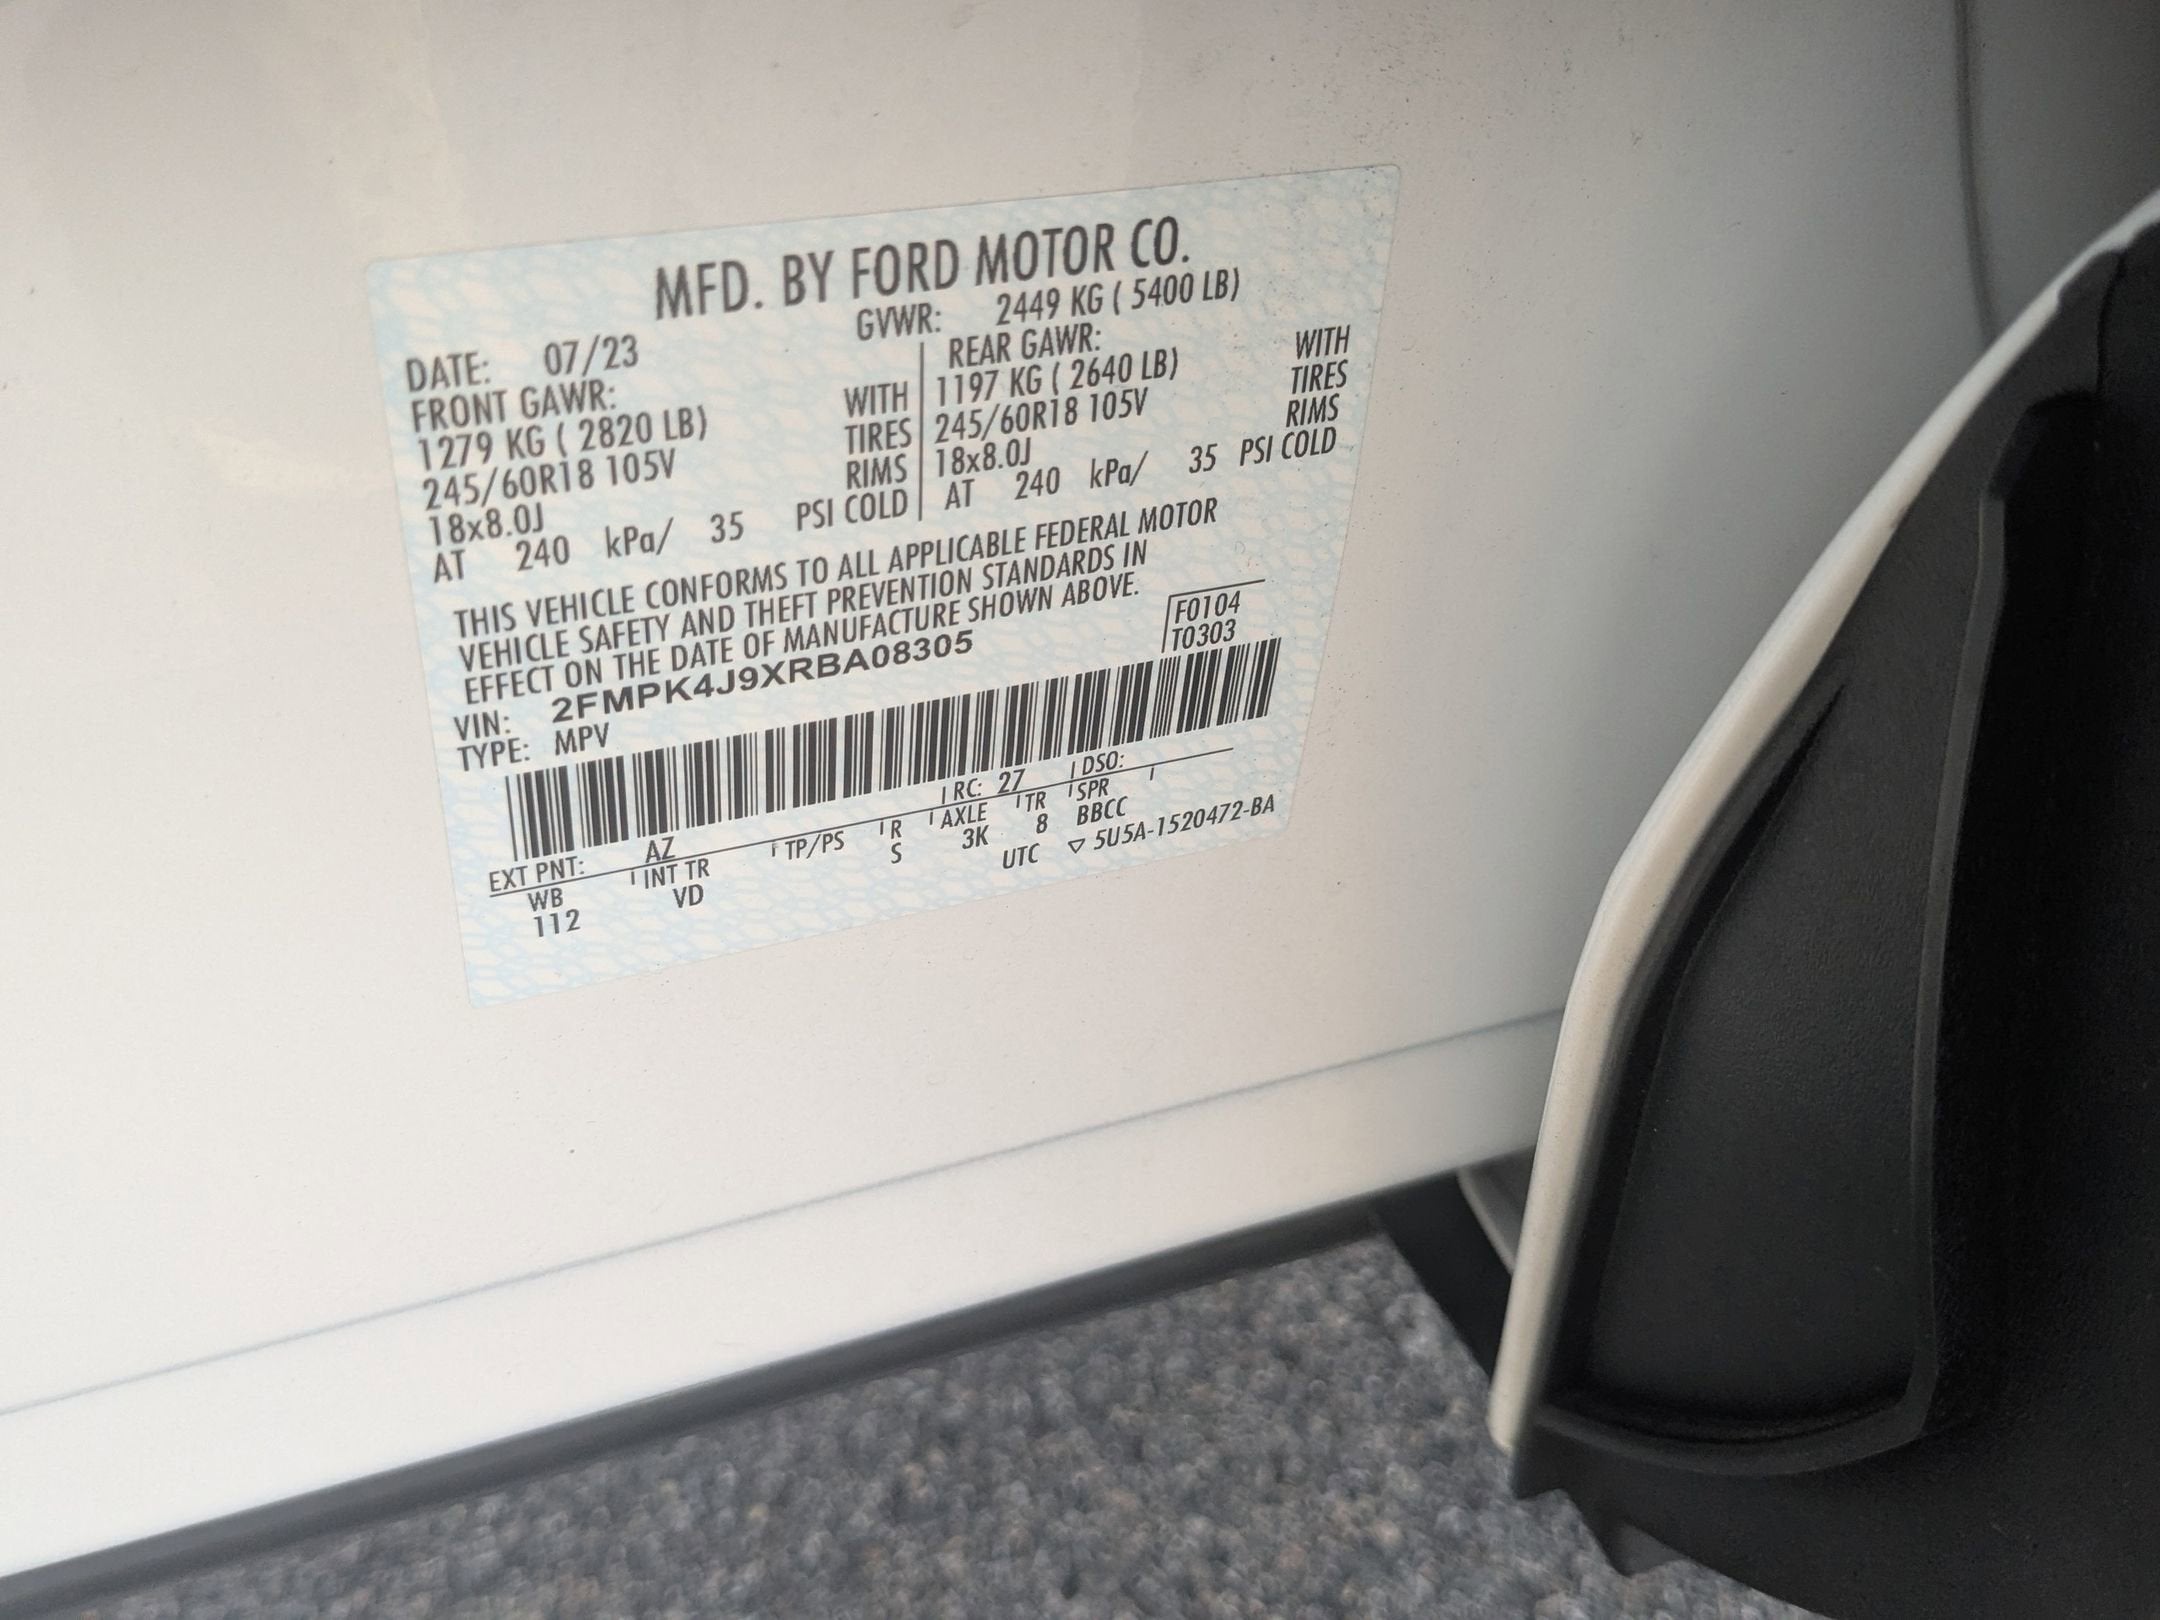 MFD. BY FORD MOTOR CO.
DATE: 07/23 GVWR: 2449 KG ( 5400 LB)
FRONT GAWR: REAR GAWR:
1279 KG ( 2820 LB) WITH 1197 KG ( 2640 LB) WITH
245/60R18 105V TIRES 245/60R18 105V TIRES
18x8.0J RIMS 18x8.0J RIMS
AT 240 kPa/ 35 PSI COLD AT 240 kPa/ 35 PSI COLD
THIS VEHICLE CONFORMS TO ALL APPLICABLE FEDERAL MOTOR
VEHICLE SAFETY AND THEFT PREVENTION STANDARDS IN
EFFECT ON THE DATE OF MANUFACTURE SHOWN ABOVE.
F0104
T0303
VIN: 2FMPK4J9XRBA08305
TYPE: MPV
EXT PNT: AZ RC: 27 DSO:
WB INT TR TP/PS R AXLE TR SPR
112 VD S 3K 8 BBCC
UTC ▽ 5U5A-1520472-BA